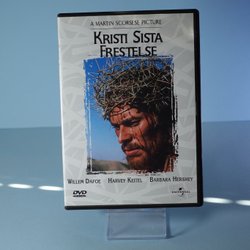 A MARTIN SCORSESE PICTURE
KRISTI SISTA
FRESTELSE
WILLEM DAFOE HARVEY KEITEL BARBARA HERSHEY
DVD
UNIVERSAL